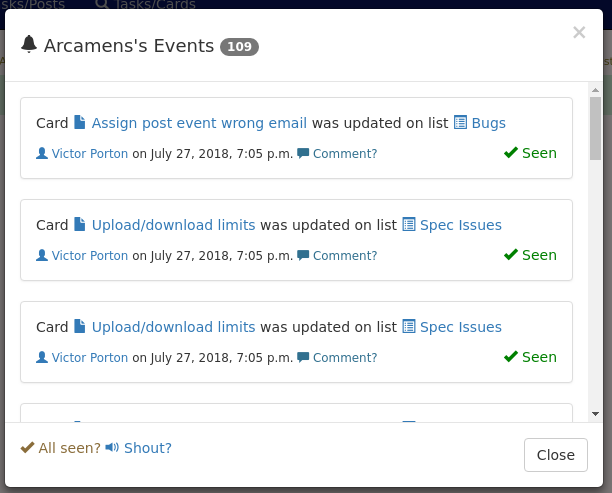 sks/Posts Tasks/Cards
Arcamens's Events 109
×
Card Assign post event wrong email was updated on list Bugs
Victor Porton on July 27, 2018, 7:05 p.m. Comment? Seen
Card Upload/download limits was updated on list Spec Issues
Victor Porton on July 27, 2018, 7:05 p.m. Comment? Seen
Card Upload/download limits was updated on list Spec Issues
Victor Porton on July 27, 2018, 7:05 p.m. Comment? Seen
All seen? Shout?
Close